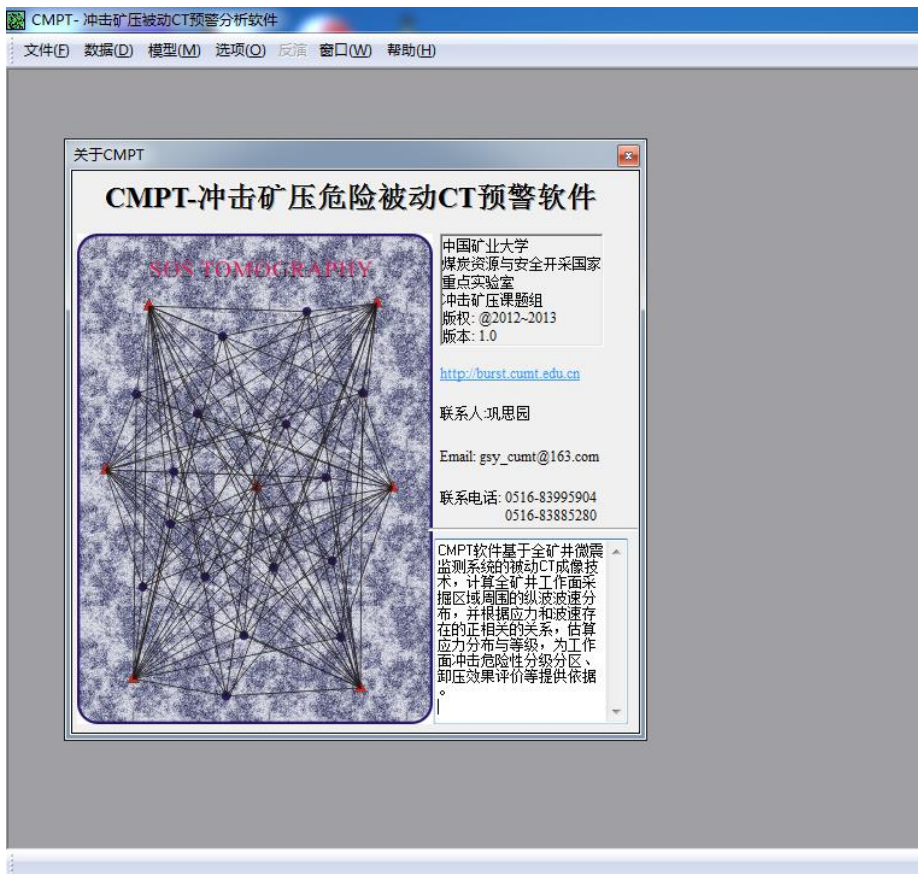 CMPT- 冲击矿压被动CT预警分析软件
文件(F) 数据(D) 模型(M) 选项(O) 反演 窗口(W) 帮助(H)
关于CMPT
CMPT-冲击矿压危险被动CT预警软件
SOS TOMOGRAPHY
中国矿业大学
煤炭资源与安全开采国家
重点实验室
冲击矿压课题组
版权: @2012~2013
版本: 1.0
http://burst.cumt.edu.cn
联系人:巩思园
Email: gsy_cumt@163.com
联系电话: 0516-83995904
0516-83885280
CMPT软件基于全矿井微震
监测系统的被动CT成像技
术，计算全矿井工作面采
掘区域周围的纵波波速分
布，并根据应力和波速存
在的正相关的关系，估算
应力分布与等级，为工作
面冲击危险性分级分区、
卸压效果评价等提供依据
。